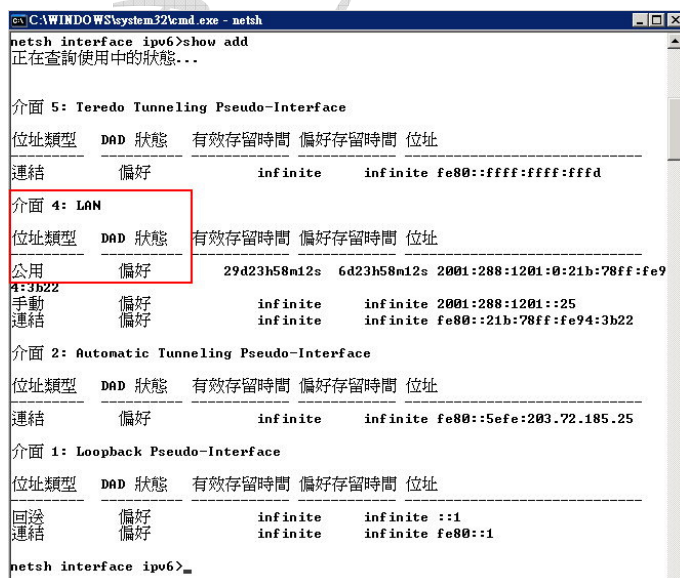 C:\WINDOWS\system32\cmd.exe - netsh
netsh interface ipv6>show add
正在查詢使用中的狀態...
介面 5: Teredo Tunneling Pseudo-Interface
位址類型 DAD 狀態 有效存留時間 偏好存留時間 位址
--------- ---------- ------------ ------------ -----------------------------
連結 偏好 infinite infinite fe80::ffff:ffff:fffd
介面 4: LAN
位址類型 DAD 狀態 有效存留時間 偏好存留時間 位址
--------- ---------- ------------ ------------ -----------------------------
公用 偏好 29d23h58m12s 6d23h58m12s 2001:288:1201:0:21b:78ff:fe9
4:3b22
手動 偏好 infinite infinite 2001:288:1201::25
連結 偏好 infinite infinite fe80::21b:78ff:fe94:3b22
介面 2: Automatic Tunneling Pseudo-Interface
位址類型 DAD 狀態 有效存留時間 偏好存留時間 位址
--------- ---------- ------------ ------------ -----------------------------
連結 偏好 infinite infinite fe80::5efe:203.72.185.25
介面 1: Loopback Pseudo-Interface
位址類型 DAD 狀態 有效存留時間 偏好存留時間 位址
--------- ---------- ------------ ------------ -----------------------------
回送 偏好 infinite infinite ::1
連結 偏好 infinite infinite fe80::1
netsh interface ipv6>_